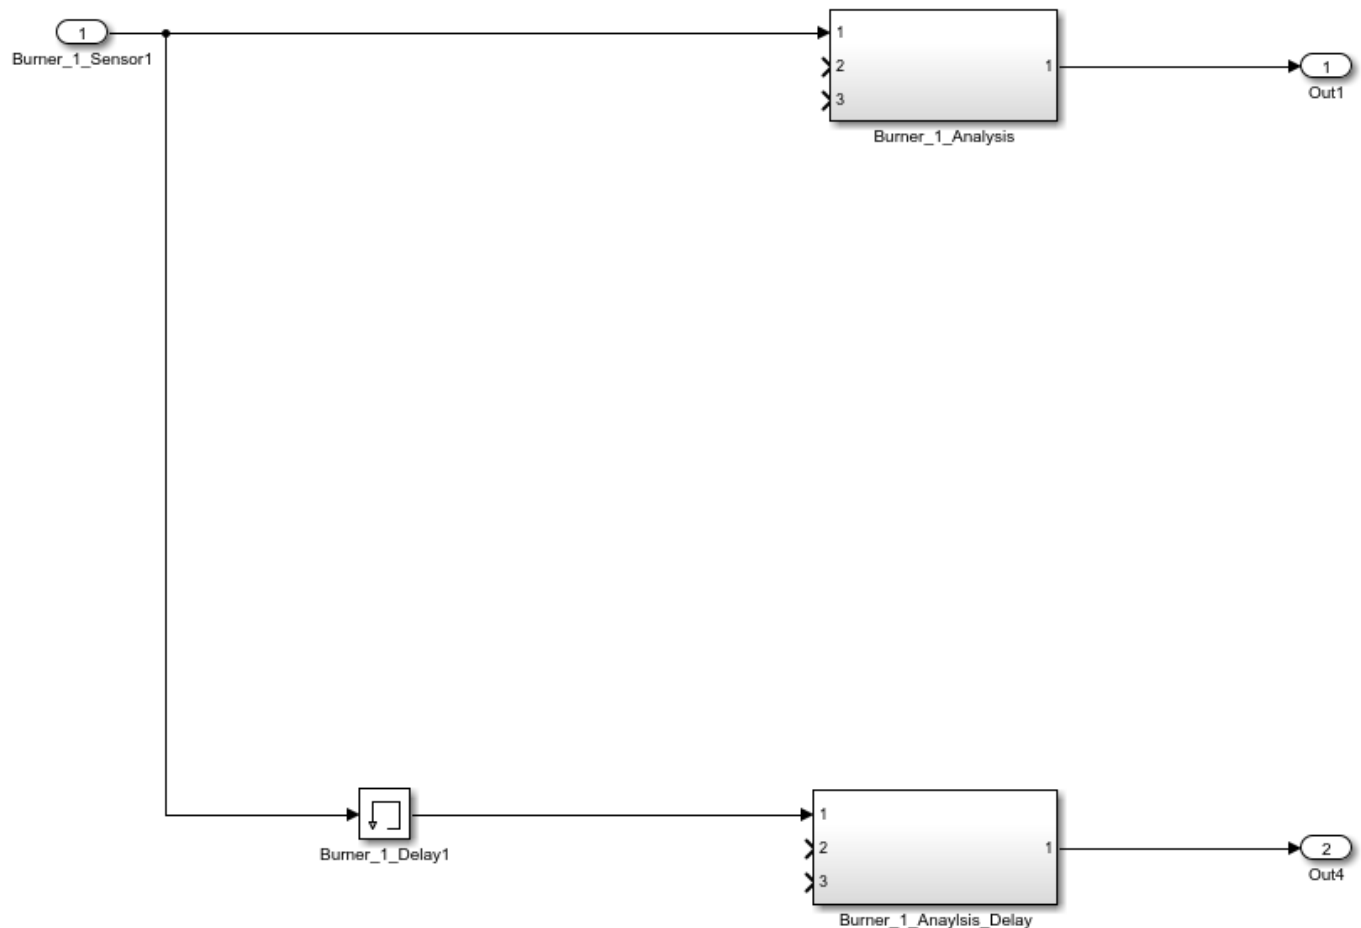 1
Burner_1_Sensor1
1
2
3
1
Burner_1_Analysis
1
Out1
Burner_1_Delay1
1
2
3
1
Burner_1_Anaylsis_Delay
2
Out4